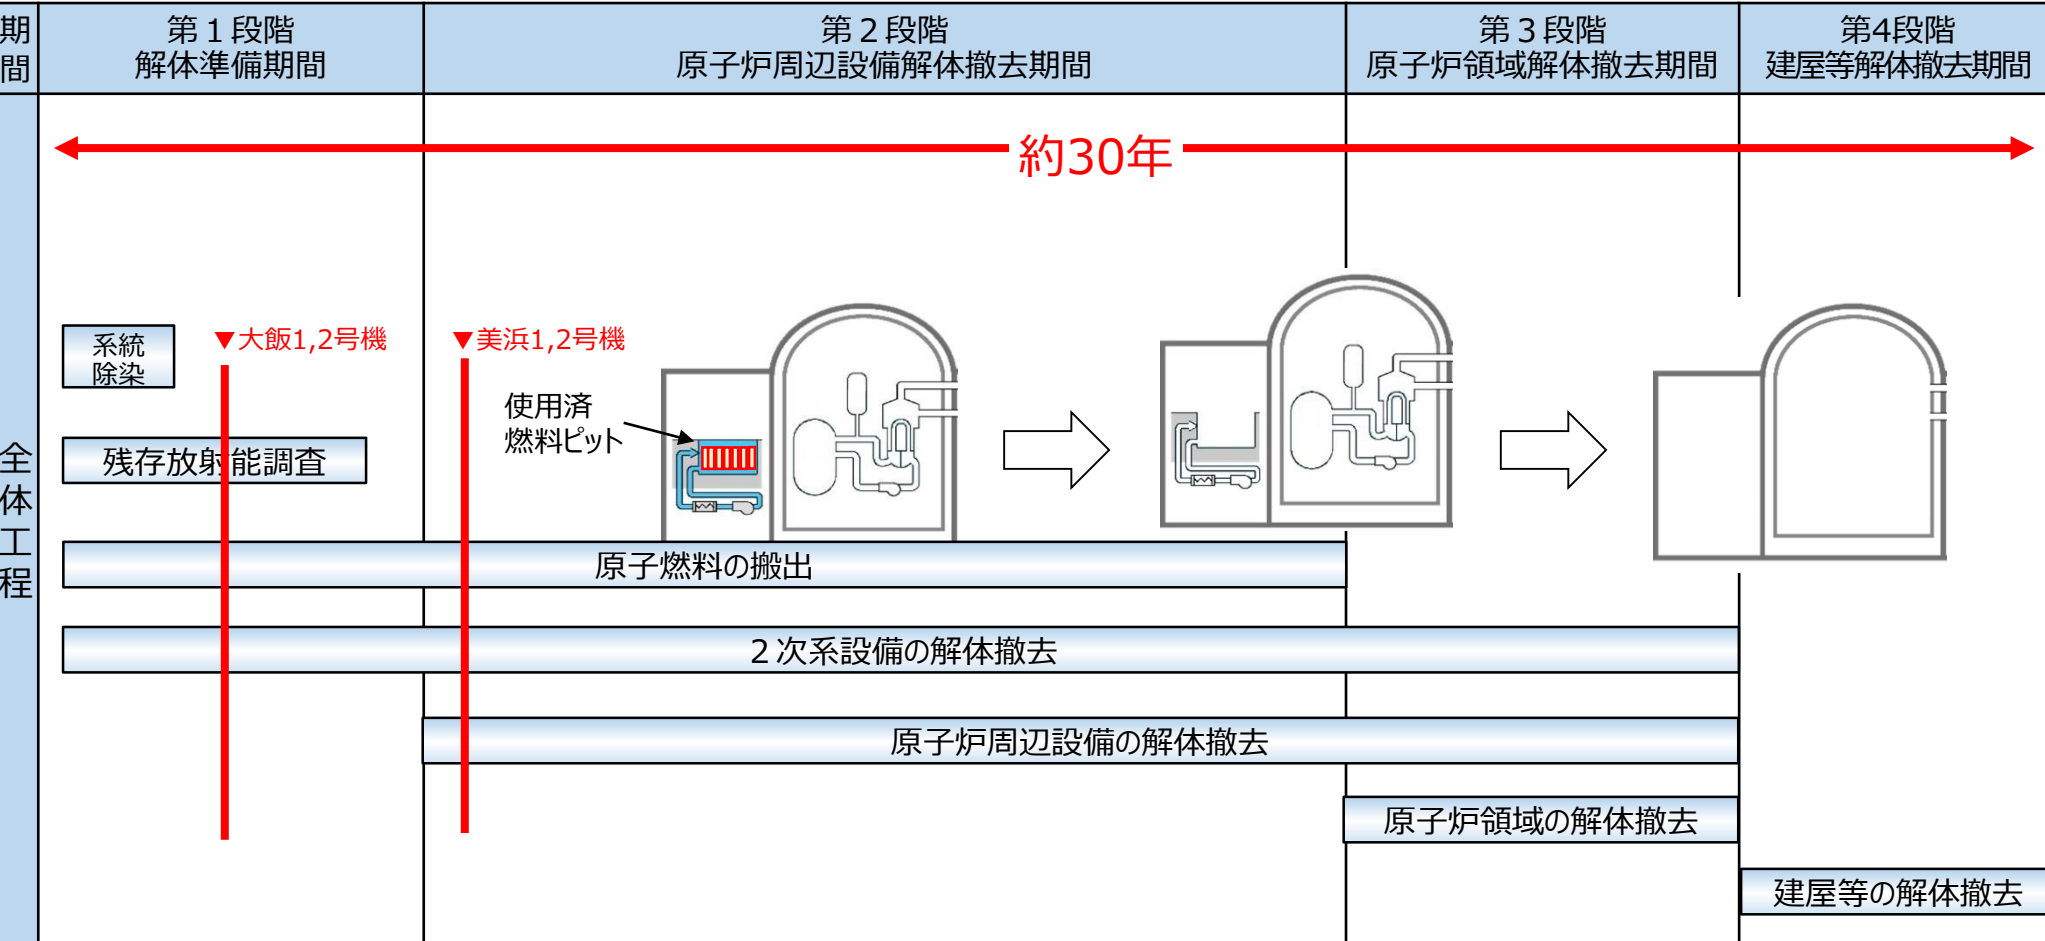 期
間
第１段階
解体準備期間
第２段階
原子炉周辺設備解体撤去期間
第３段階
原子炉領域解体撤去期間
第4段階
建屋等解体撤去期間
全
体
工
程
約30年
系統
除染
▼大飯1,2号機
▼美浜1,2号機
使用済
燃料ピット
残存放射能調査
原子燃料の搬出
２次系設備の解体撤去
原子炉周辺設備の解体撤去
原子炉領域の解体撤去
建屋等の解体撤去